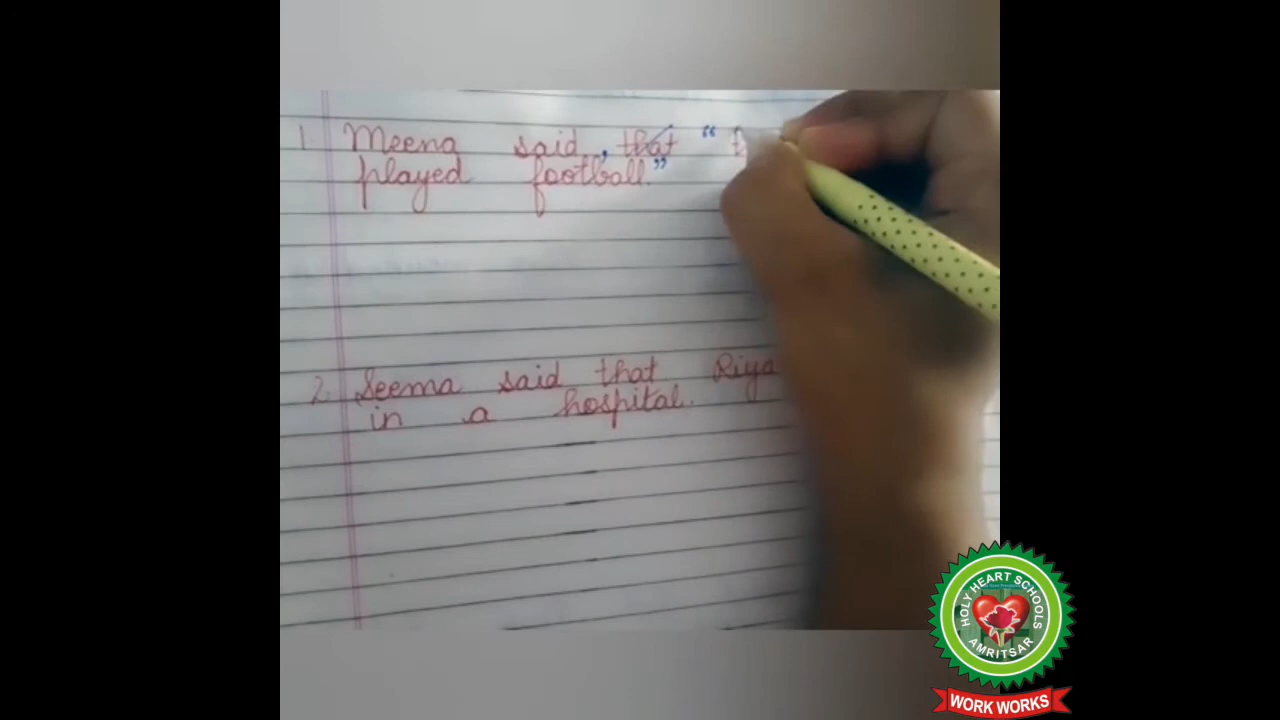 1 Meena said, that “
played football.”
2. Seema said that Riya
in a hospital.
HOLY HEART SCHOOLS
AMRITSAR
WORK WORKS